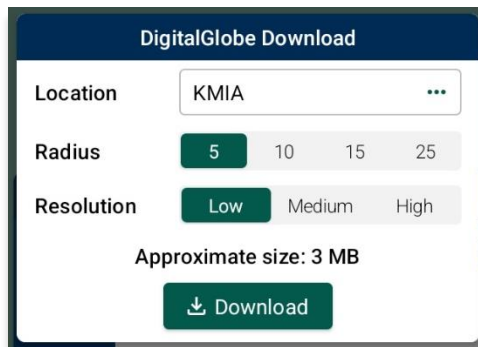 DigitalGlobe Download
Location KMIA ...
Radius 5 10 15 25
Resolution Low Medium High
Approximate size: 3 MB
Download